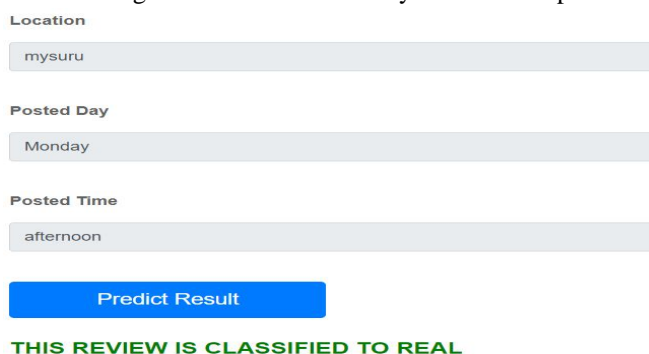 Location
mysuru
Posted Day
Monday
Posted Time
afternoon
Predict Result
THIS REVIEW IS CLASSIFIED TO REAL